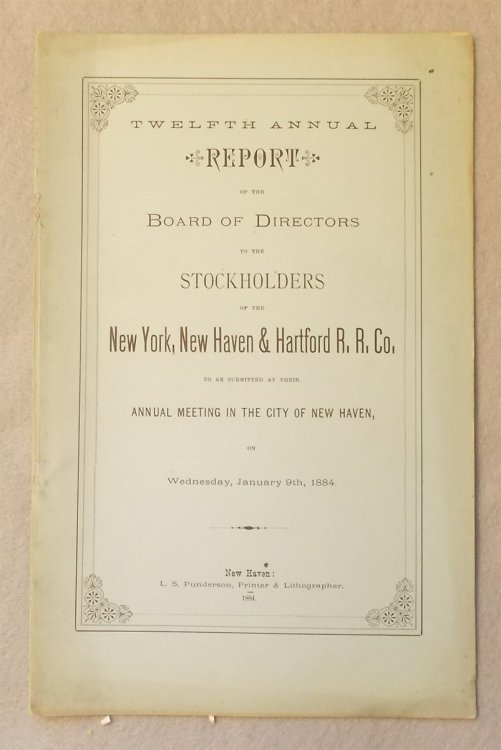 TWELFTH ANNUAL
REPORT
OF THE
BOARD OF DIRECTORS
TO THE
STOCKHOLDERS
OF THE
New York, New Haven & Hartford R. R. Co.
TO BE SUBMITTED AT THEIR
ANNUAL MEETING IN THE CITY OF NEW HAVEN,
ON
Wednesday, January 9th, 1884.
New Haven:
L. S. Punderson, Printer & Lithographer.
1884.